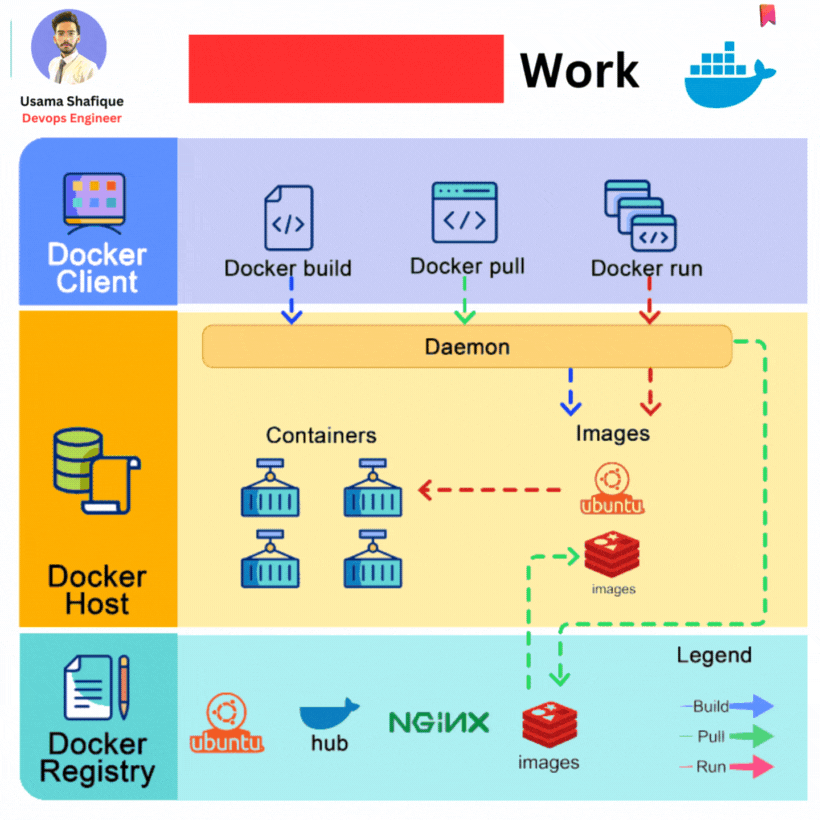 Usama Shafique
Devops Engineer
Work
Docker
Client
Docker build
Docker pull
Docker run
Daemon
Containers
Images
ubuntu
images
Docker
Host
Legend
Build
Pull
Run
Docker
Registry
ubuntu
hub
NGiNX
images